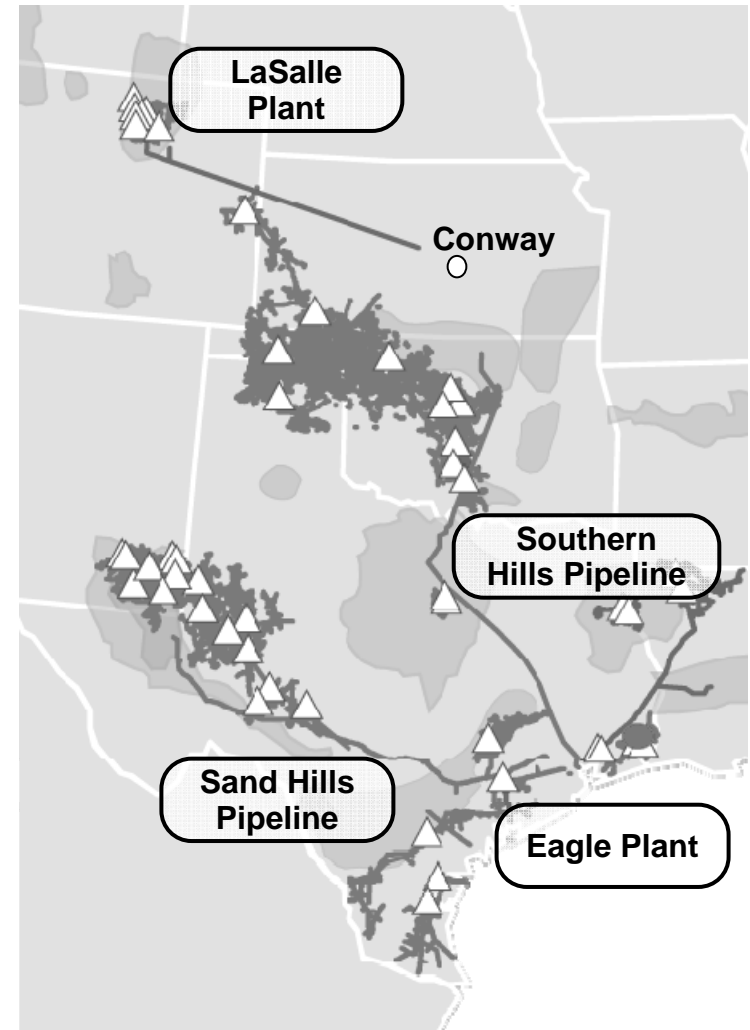 LaSalle
Plant
Conway
Southern
Hills Pipeline
Sand Hills
Pipeline
Eagle Plant